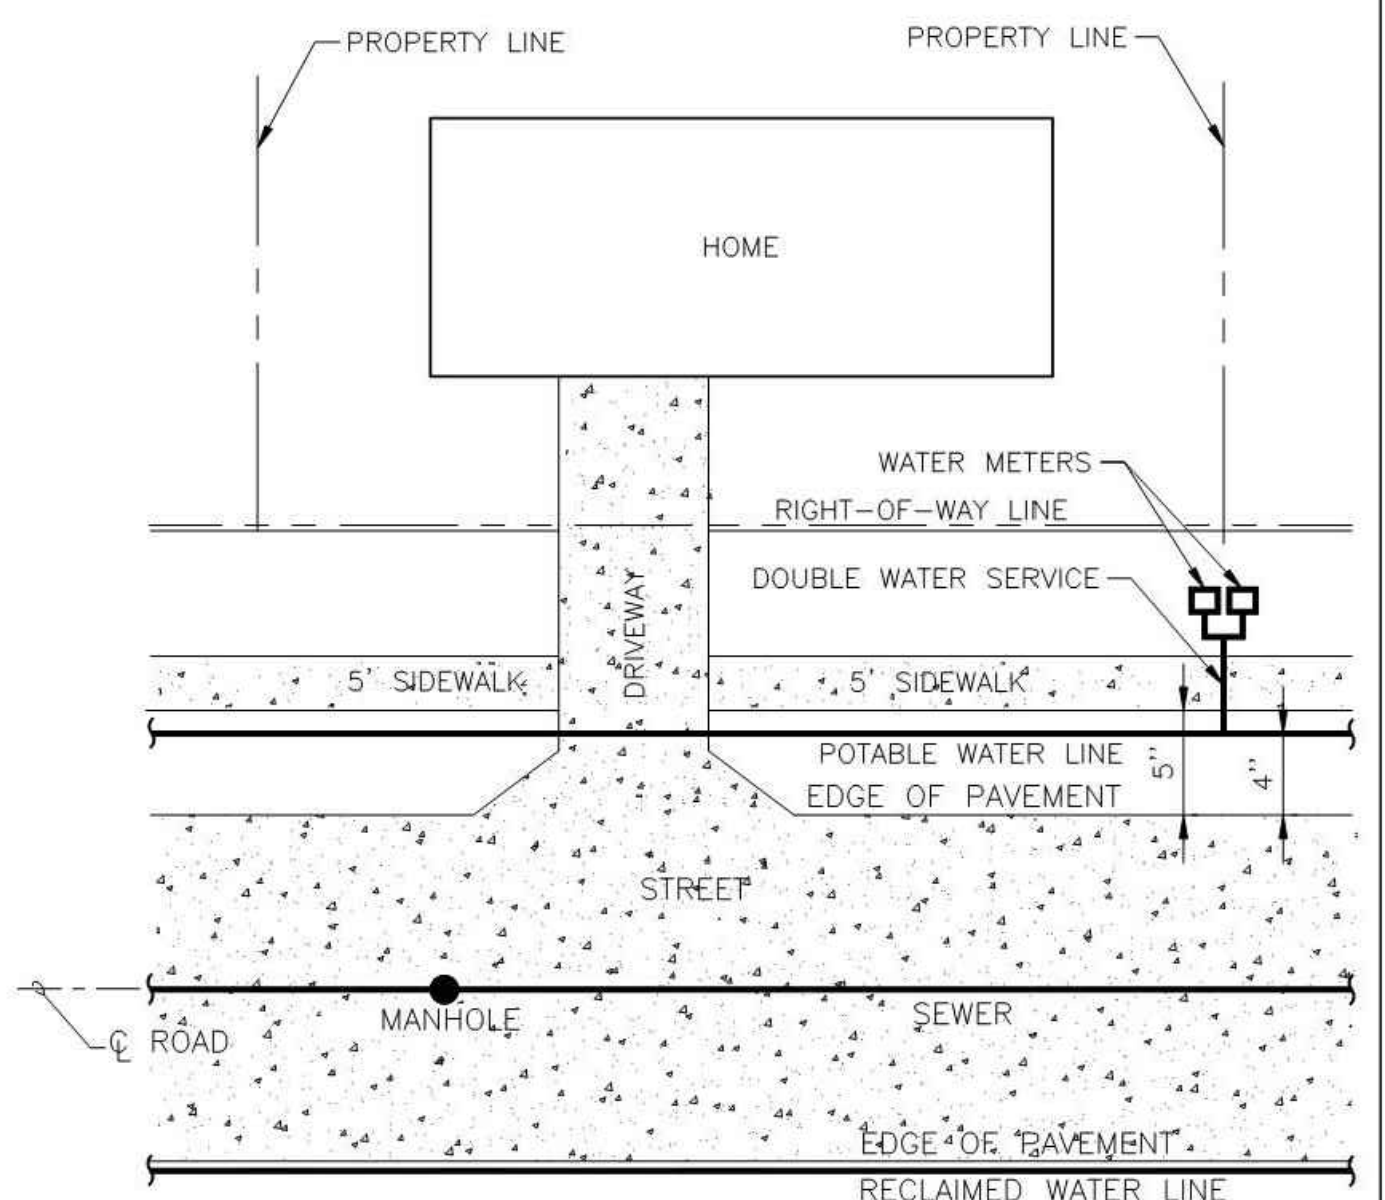 PROPERTY LINE
PROPERTY LINE
HOME
WATER METERS
RIGHT-OF-WAY LINE
DOUBLE WATER SERVICE
DRIVEWAY
5' SIDEWALK
5' SIDEWALK
POTABLE WATER LINE
5"
4"
EDGE OF PAVEMENT
STREET
MANHOLE
SEWER
℄ ROAD
EDGE OF PAVEMENT
RECLAIMED WATER LINE